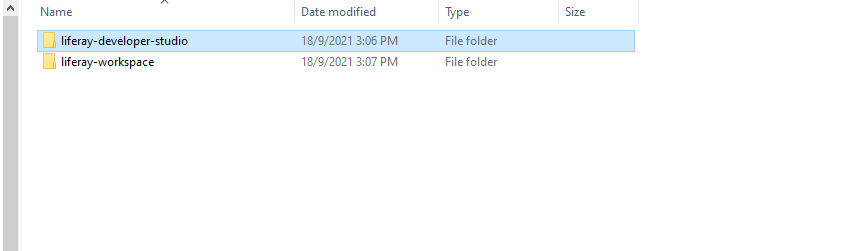 Name Date modified Type Size
liferay-developer-studio 18/9/2021 3:06 PM File folder
liferay-workspace 18/9/2021 3:07 PM File folder